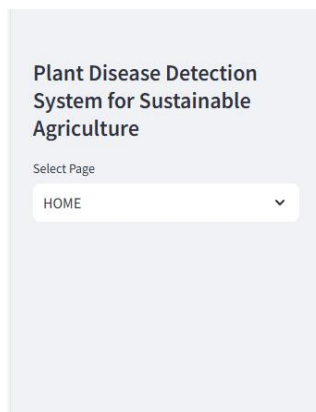 Plant Disease Detection
System for Sustainable
Agriculture
Select Page
HOME